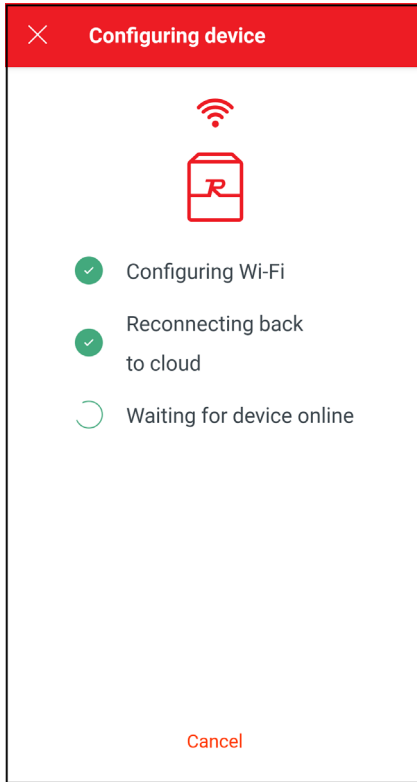 Configuring device
R
Configuring Wi-Fi
Reconnecting back
to cloud
Waiting for device online
Cancel